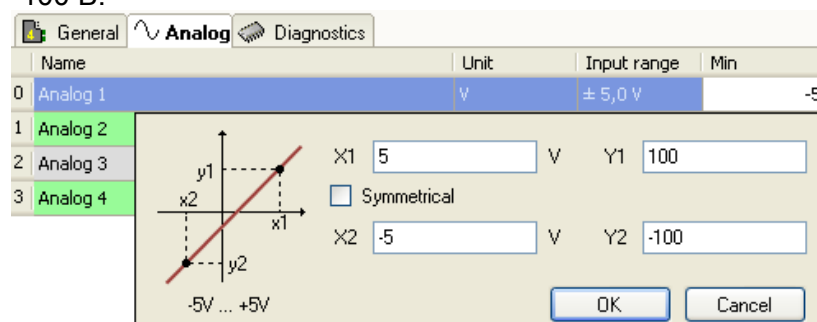 -100 B.
General Analog Diagnostics
Name Unit Input range Min
0 Analog 1 V ± 5,0 V -5
1 Analog 2
2 Analog 3
3 Analog 4
y1
x2
x1
y2
-5V ... +5V
X1 5 V Y1 100
Symmetrical
X2 -5 V Y2 -100
OK Cancel